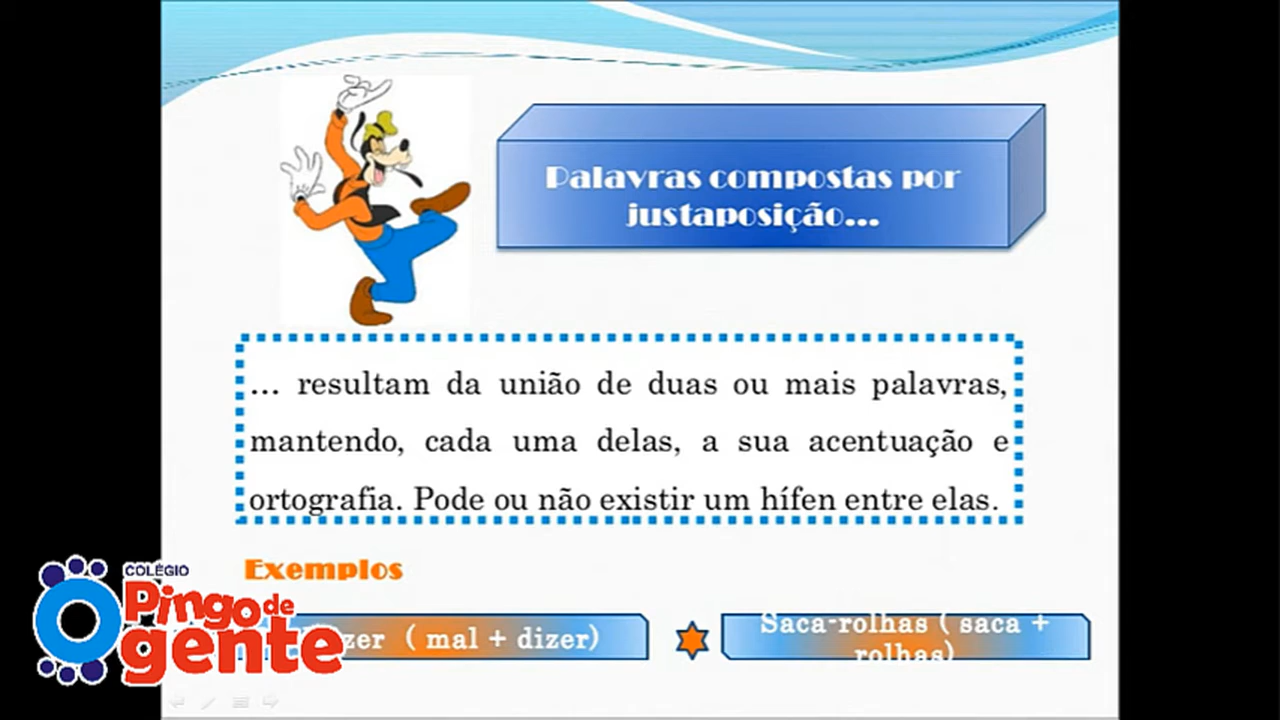 Palavras compostas por
justaposição...
... resultam da união de duas ou mais palavras,
mantendo, cada uma delas, a sua acentuação e
ortografia. Pode ou não existir um hífen entre elas.
Exemplos
( mal + dizer)
Saca-rolhas ( saca +
rolhas)
COLÉGIO
Pingo de
gente